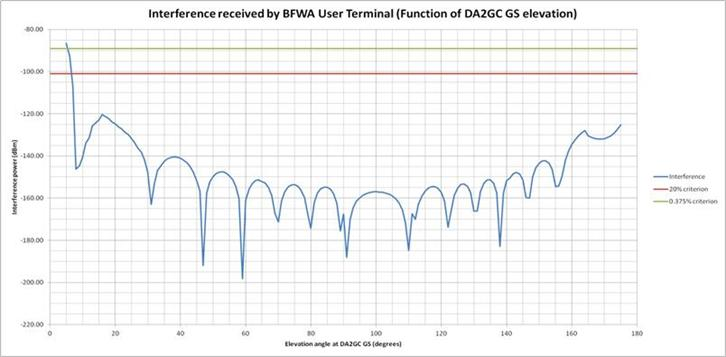 Interference received by BFWA User Terminal (Function of DA2GC GS elevation)
-80.00
-100.00
-120.00
-140.00
-160.00
-180.00
-200.00
-220.00
Interference power (dBm)
0 20 40 60 80 100 120 140 160 180
Elevation angle at DA2GC GS (degrees)
Interference
20% criterion
0.375% criterion